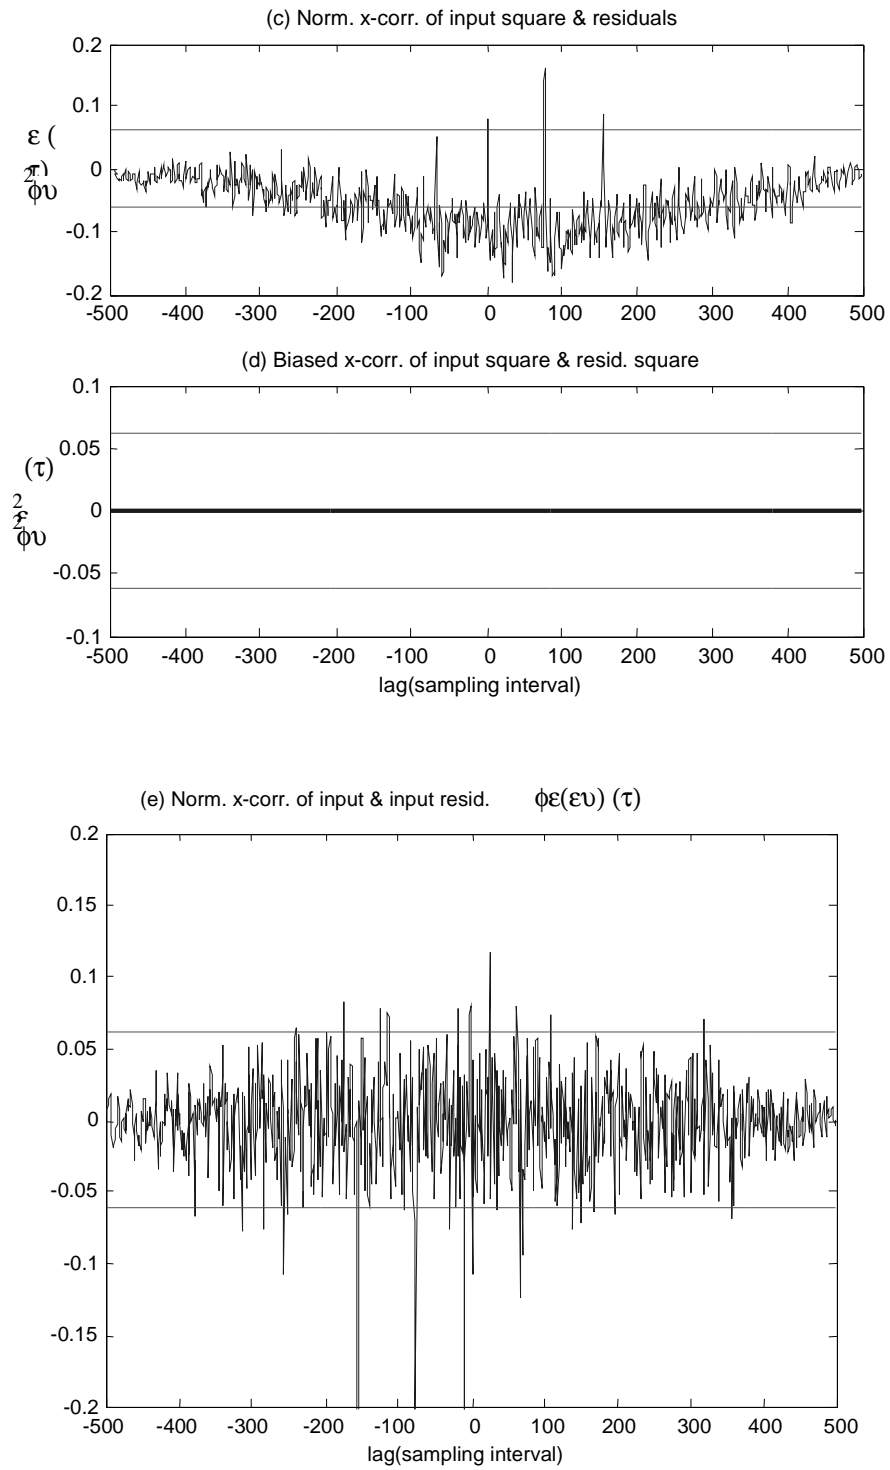 (c) Norm. x-corr. of input square & residuals
0.2
0.1
0
-0.1
-0.2
ε (
τ)
2
ϕυ
-500 -400 -300 -200 -100 0 100 200 300 400 500
(d) Biased x-corr. of input square & resid. square
0.1
0.05
0
-0.05
-0.1
(τ)
2
ε
2
ϕυ
-500 -400 -300 -200 -100 0 100 200 300 400 500
lag(sampling interval)
(e) Norm. x-corr. of input & input resid. ϕε(ευ) (τ)
0.2
0.15
0.1
0.05
0
-0.05
-0.1
-0.15
-0.2
-500 -400 -300 -200 -100 0 100 200 300 400 500
lag(sampling interval)